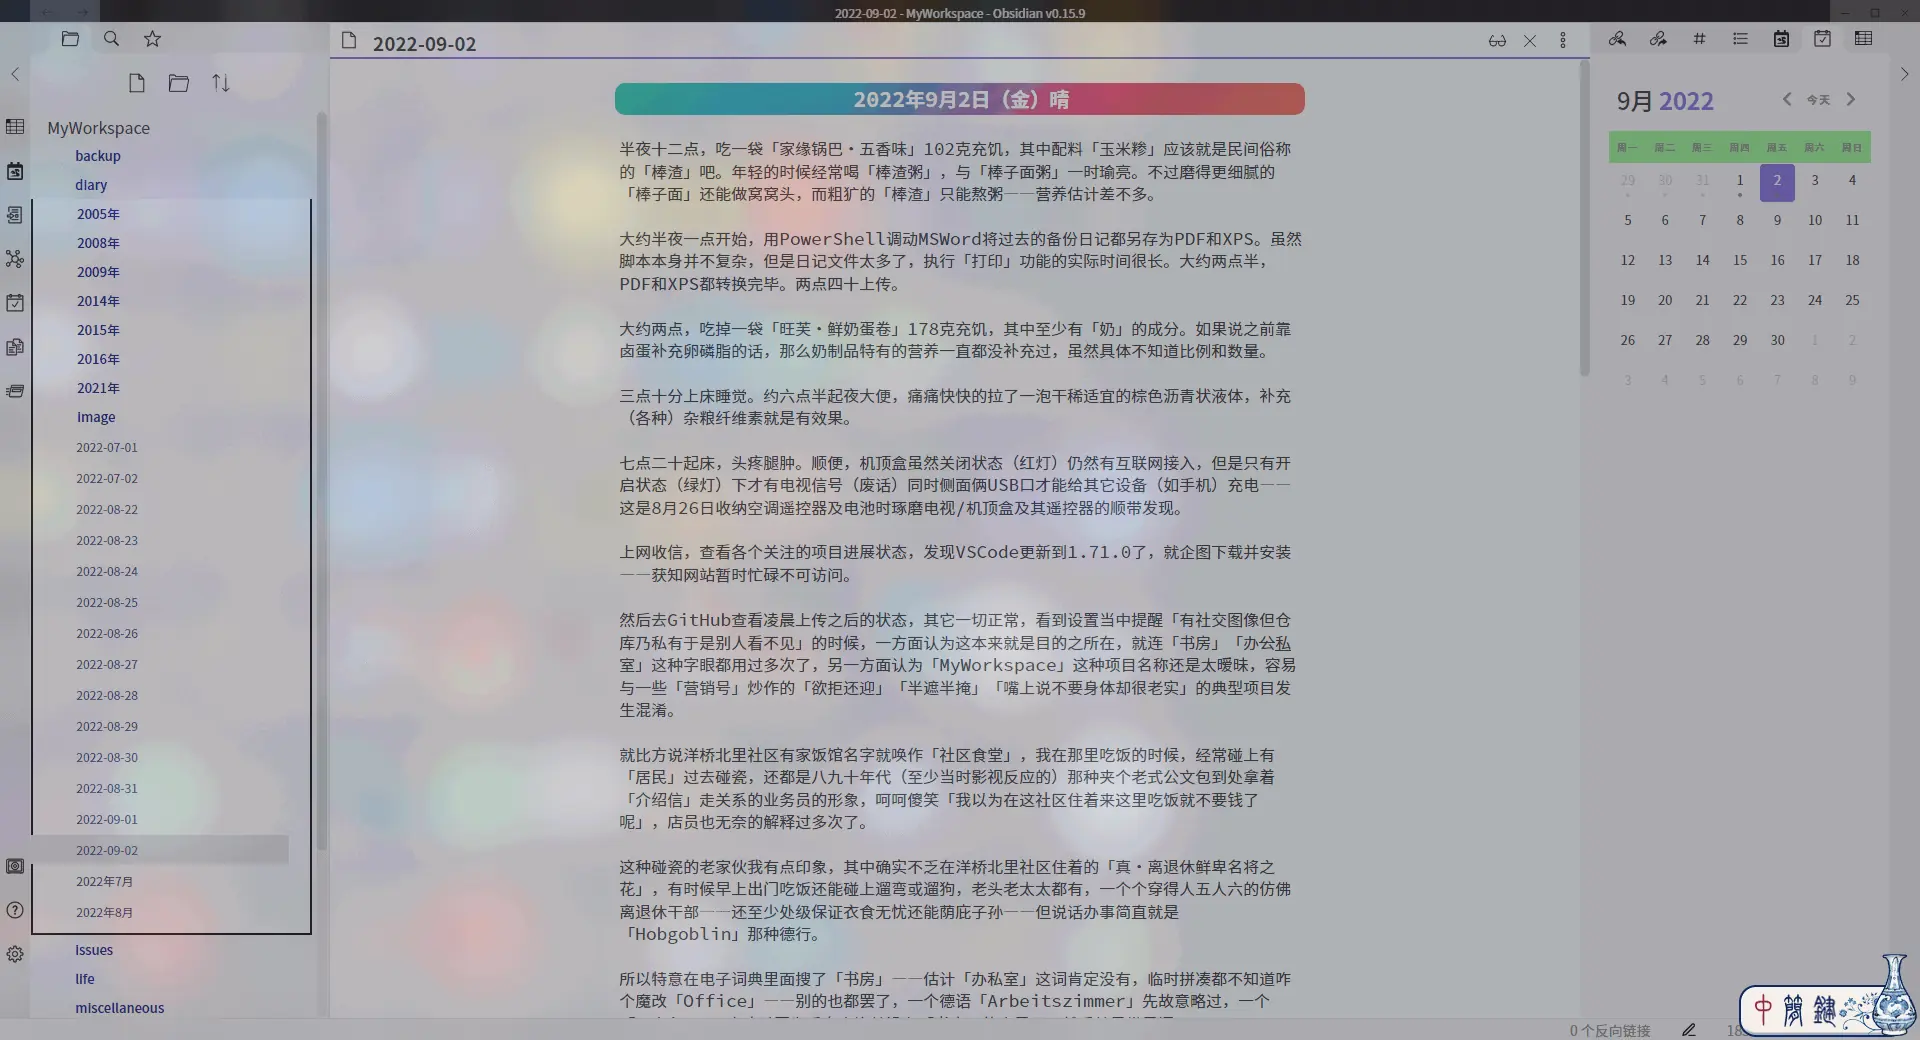 2022-09-02 - MyWorkspace - Obsidian v0.15.9
2022-09-02
MyWorkspace
backup
diary
2005年
2008年
2009年
2014年
2015年
2016年
2021年
image
2022-07-01
2022-07-02
2022-08-22
2022-08-23
2022-08-24
2022-08-25
2022-08-26
2022-08-27
2022-08-28
2022-08-29
2022-08-30
2022-08-31
2022-09-01
2022-09-02
2022年7月
2022年8月
issues
life
miscellaneous
2022年9月2日（金）晴
半夜十二点，吃一袋「家缘锅巴·五香味」102克充饥，其中配料「玉米糁」应该就是民间俗称
的「棒渣」吧。年轻的时候经常喝「棒渣粥」，与「棒子面粥」一时瑜亮。不过磨得更细腻的
「棒子面」还能做窝窝头，而粗犷的「棒渣」只能熬粥——营养估计差不多。
大约半夜一点开始，用PowerShell调动MSWord将过去的备份日记都另存为PDF和XPS。虽然
脚本本身并不复杂，但是日记文件太多了，执行「打印」功能的实际时间很长。大约两点半，
PDF和XPS都转换完毕。两点四十上传。
大约两点，吃掉一袋「旺芙·鲜奶蛋卷」178克充饥，其中至少有「奶」的成分。如果说之前靠
卤蛋补充卵磷脂的话，那么奶制品特有的营养一直都没补充过，虽然具体不知道比例和数量。
三点十分上床睡觉。约六点半起夜大便，痛痛快快的拉了一泡干稀适宜的棕色沥青状液体，补充
（各种）杂粮纤维素就是有效果。
七点二十起床，头疼腿肿。顺便，机顶盒虽然关闭状态（红灯）仍然有互联网接入，但是只有开
启状态（绿灯）下才有电视信号（废话）同时侧面俩USB口才能给其它设备（如手机）充电——
这是8月26日收纳空调遥控器及电池时琢磨电视/机顶盒及其遥控器的顺带发现。
上网收信，查看各个关注的项目进展状态，发现VSCode更新到1.71.0了，就企图下载并安装
——获知网站暂时忙碌不可访问。
然后去GitHub查看凌晨上传之后的状态，其它一切正常，看到设置当中提醒「有社交图像但仓
库乃私有于是别人看不见」的时候，一方面认为这本来就是目的之所在，就连「书房」「办公私
室」这种字眼都用过多次了，另一方面认为「MyWorkspace」这种项目名称还是太暧昧，容易
与一些「营销号」炒作的「欲拒还迎」「半遮半掩」「嘴上说不要身体却很老实」的典型项目发
生混淆。
就比方说洋桥北里社区有家饭馆名字就唤作「社区食堂」，我在那里吃饭的时候，经常碰上有
「居民」过去碰瓷，还都是八九十年代（至少当时影视反应的）那种夹个老式公文包到处拿着
「介绍信」走关系的业务员的形象，呵呵傻笑「我以为在这社区住着来这里吃饭就不要钱了
呢」，店员也无奈的解释过多次了。
这种碰瓷的老家伙我有点印象，其中确实不乏在洋桥北里社区住着的「真·离退休鲜卑名将之
花」，有时候早上出门吃饭还能碰上遛弯或遛狗，老头老太太都有，一个个穿得人五人六的仿佛
离退休干部——还至少处级保证衣食无忧还能荫庇子孙——但说话办事简直就是
「Hobgoblin」那种德行。
所以特意在电子词典里面搜了「书房」——估计「办私室」这词肯定没有，临时拼凑都不知道咋
个魔改「Office」——别的也都罢了，一个德语「Arbeitszimmer」先故意略过，一个
9月 2022
今天
周一 周二 周三 周四 周五 周六 周日
29 30 31 1 2 3 4
5 6 7 8 9 10 11
12 13 14 15 16 17 18
19 20 21 22 23 24 25
26 27 28 29 30 1 2
3 4 5 6 7 8 9
0 个反向链接
18
中 簡 鍵